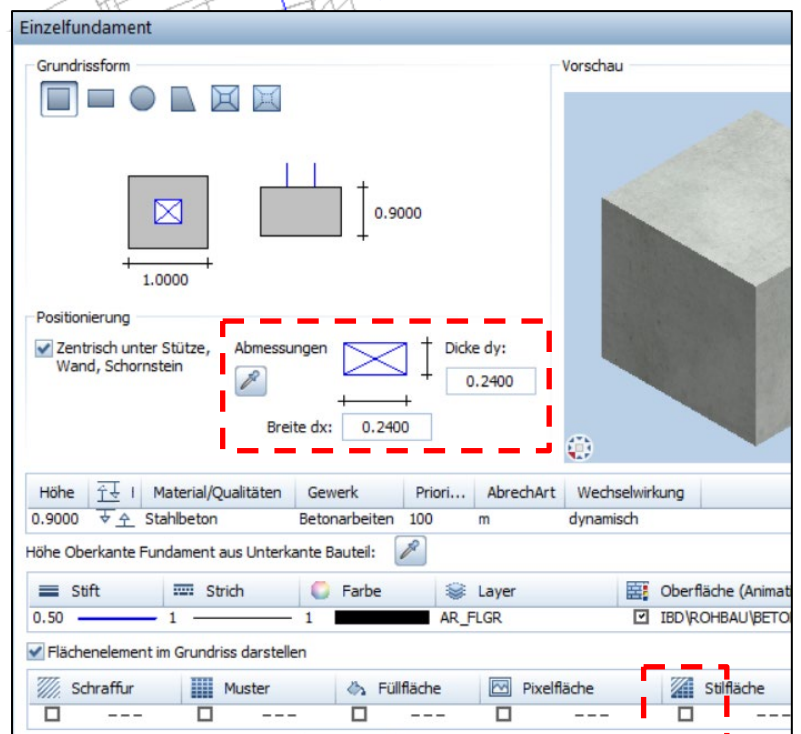 Einzelfundament
Grundrissform
Vorschau
0.9000
1.0000
Positionierung
Zentrisch unter Stütze,
Wand, Schornstein
Abmessungen
Dicke dy:
0.2400
Breite dx: 0.2400
Höhe I Material/Qualitäten Gewerk Priori... AbrechArt Wechselwirkung
0.9000 Stahlbeton Betonarbeiten 100 m dynamisch
Höhe Oberkante Fundament aus Unterkante Bauteil:
Stift Strich Farbe Layer Oberfläche (Animat
0.50 1 1 AR_FLGR IBD\ROHBAU\BETO
Flächenelement im Grundriss darstellen
Schraffur Muster Füllfläche Pixelfläche Stilfläche
--- --- --- --- ---